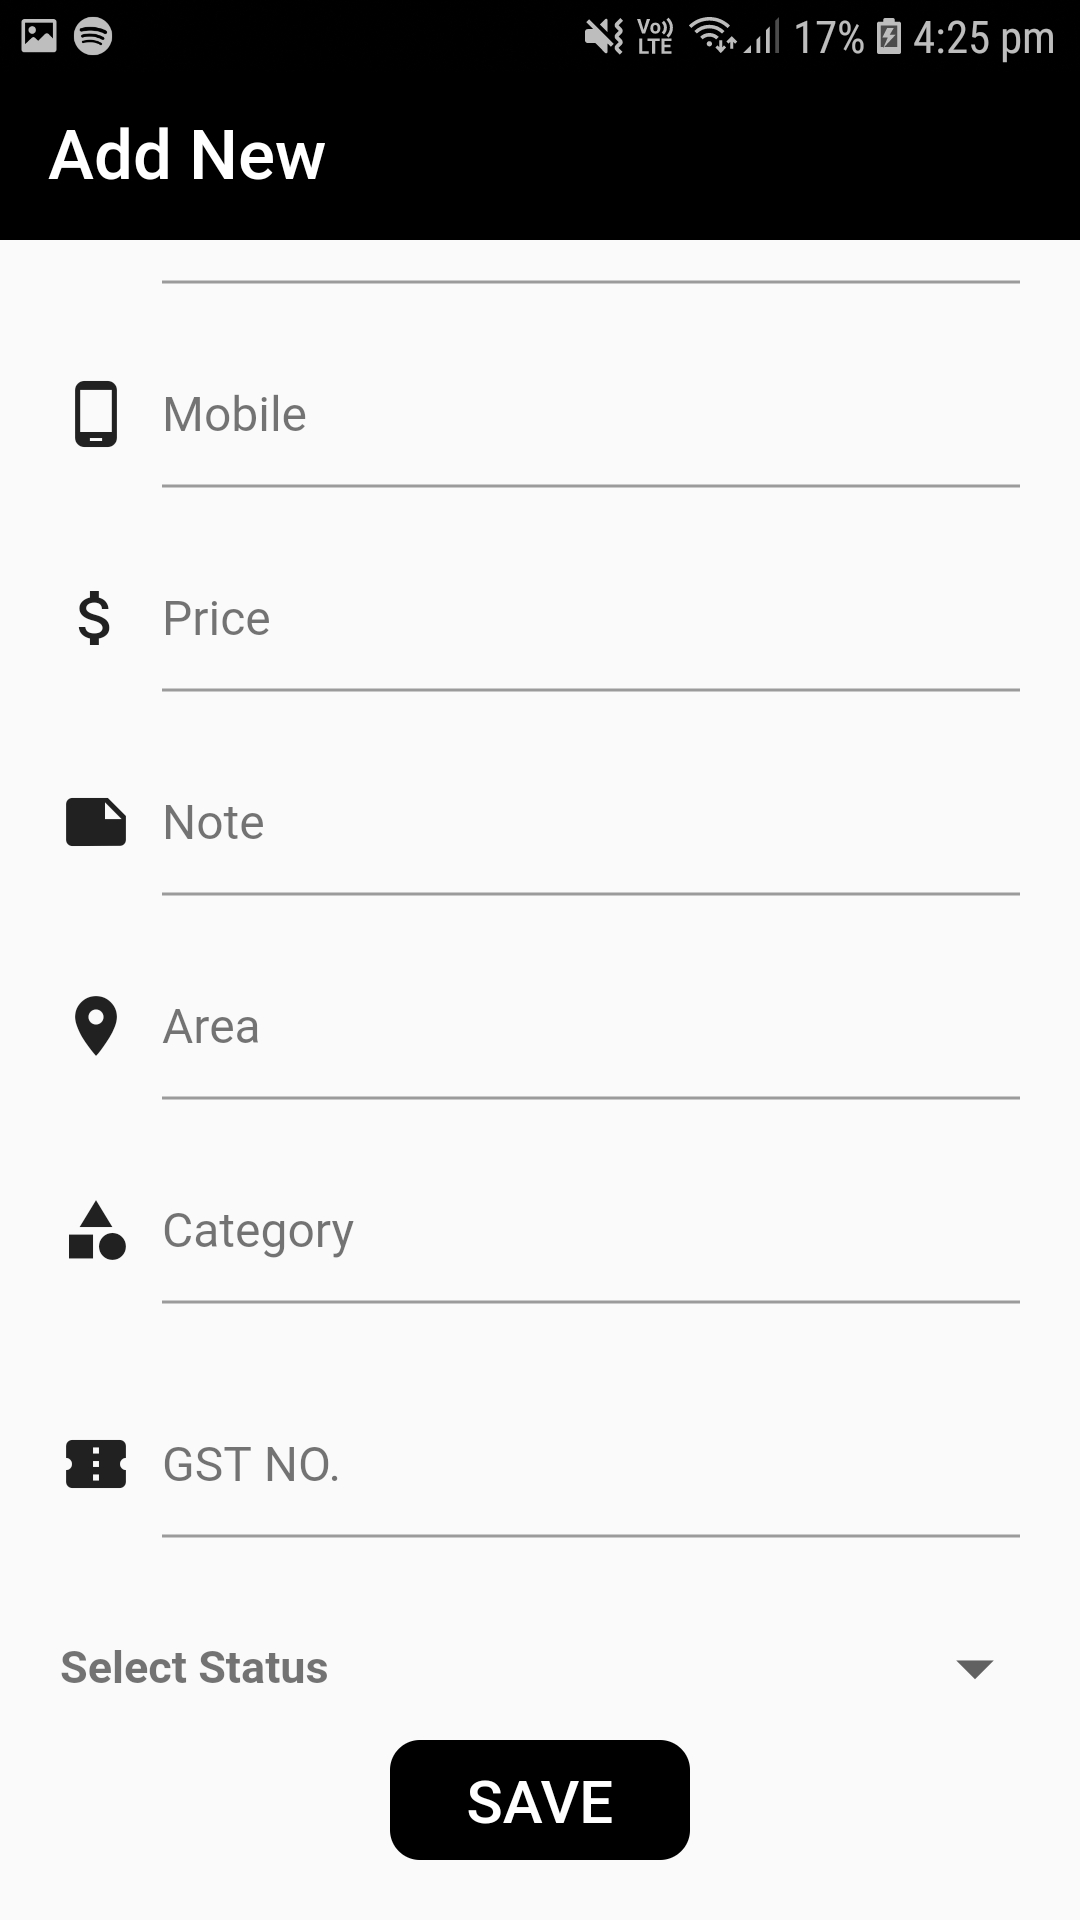 Vo)) LTE 17% 4:25 pm
Add New
Mobile
Price
Note
Area
Category
GST NO.
Select Status
SAVE